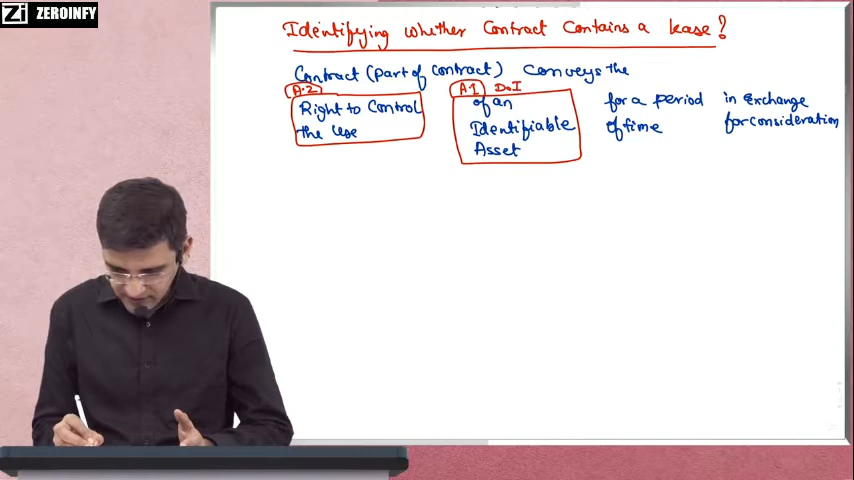 Zi ZEROINFY
Identifying whether Contract Contains a lease?
Contract (part of contract) conveys the
A.2
Right to Control
the Use
A.1 D.I
of an
Identifiable
Asset
for a period
of time
in exchange
for consideration